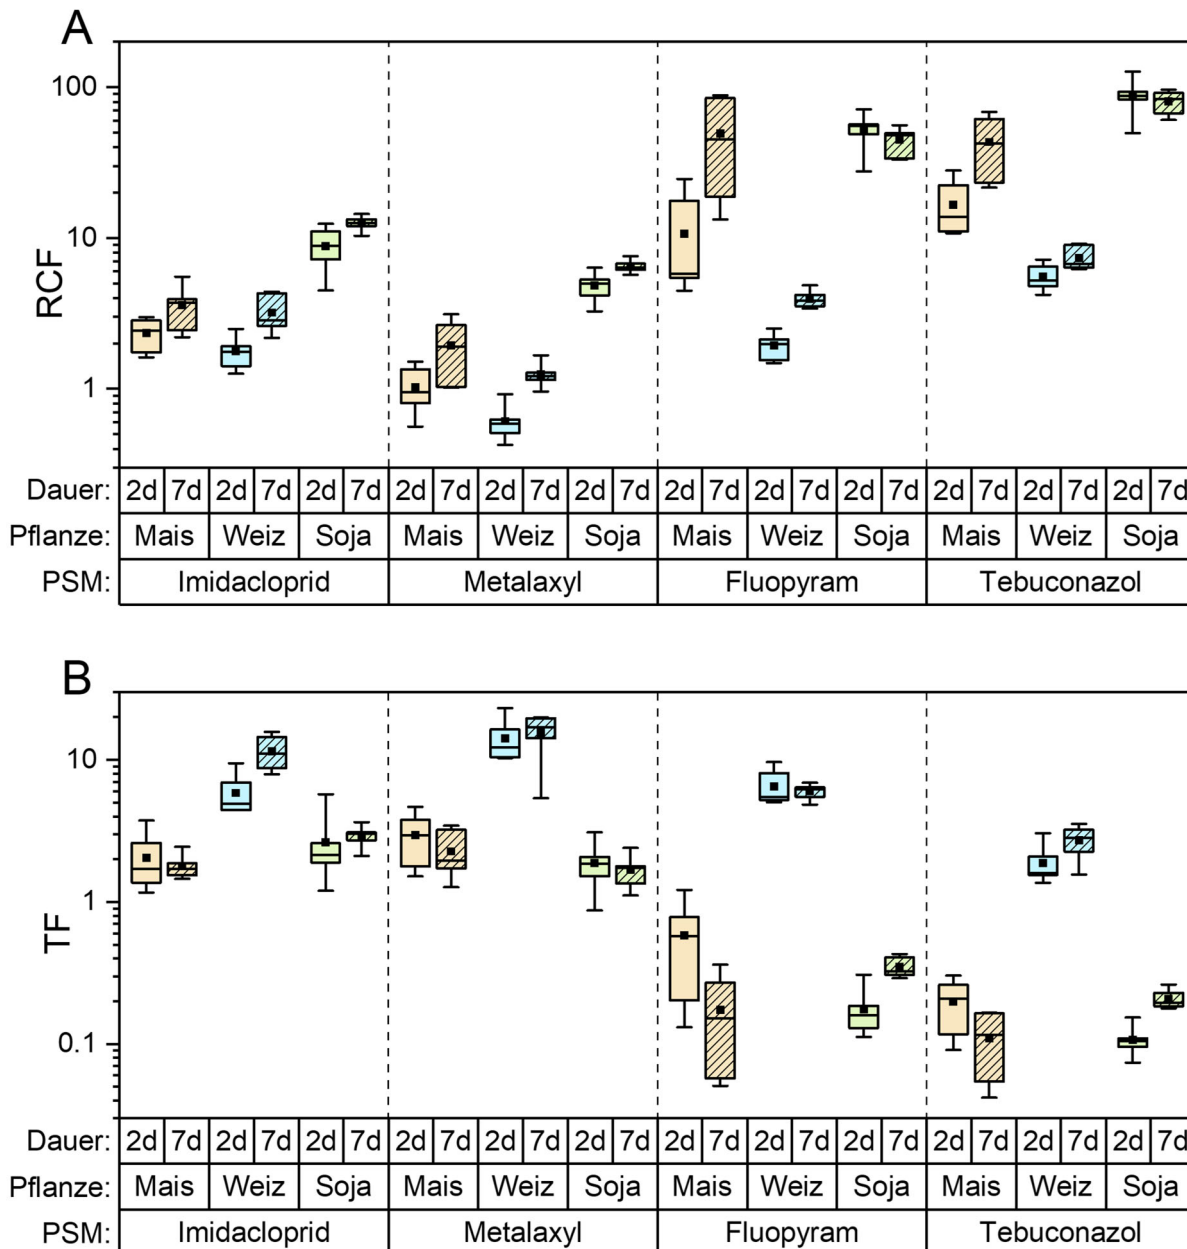 A
100
10
1
RCF
Dauer: 2d 7d 2d 7d 2d 7d 2d 7d 2d 7d 2d 7d 2d 7d 2d 7d 2d 7d 2d 7d 2d 7d 2d 7d
Pflanze: Mais Weiz Soja Mais Weiz Soja Mais Weiz Soja Mais Weiz Soja
PSM: Imidacloprid Metalaxyl Fluopyram Tebuconazol
B
10
1
0.1
TF
Dauer: 2d 7d 2d 7d 2d 7d 2d 7d 2d 7d 2d 7d 2d 7d 2d 7d 2d 7d 2d 7d 2d 7d 2d 7d
Pflanze: Mais Weiz Soja Mais Weiz Soja Mais Weiz Soja Mais Weiz Soja
PSM: Imidacloprid Metalaxyl Fluopyram Tebuconazol